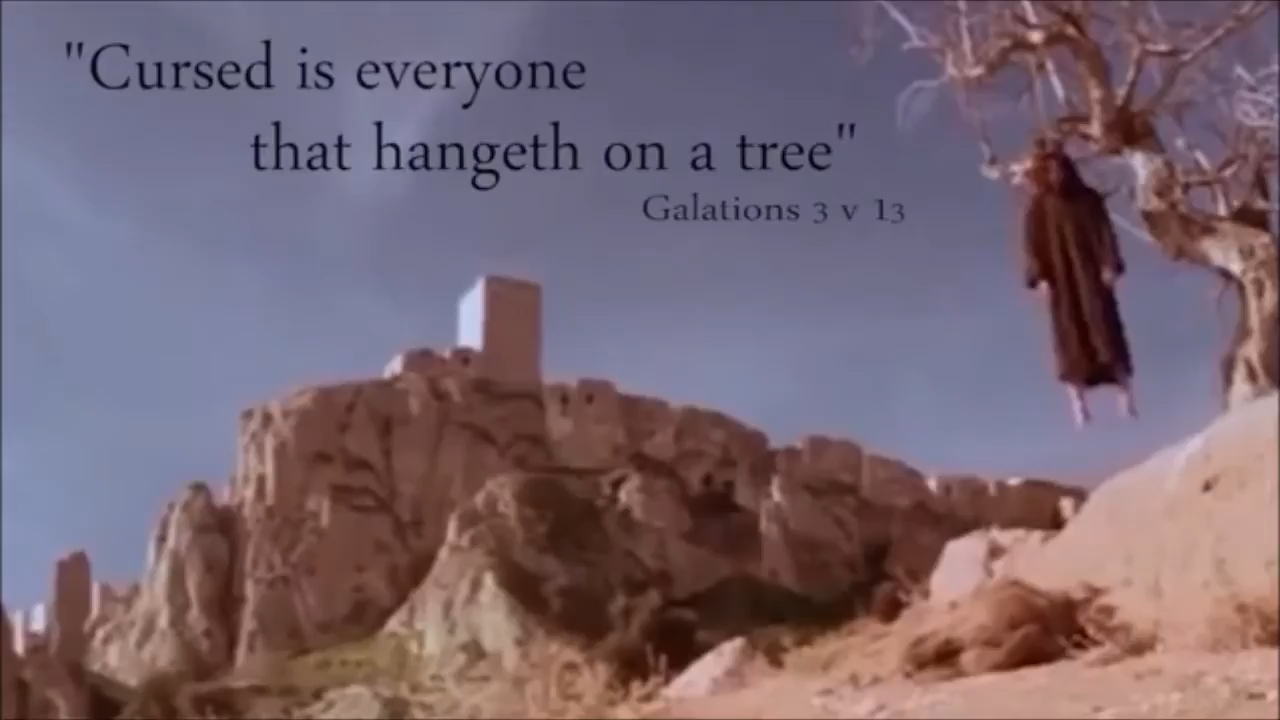 "Cursed is everyone
that hangeth on a tree"
Galations 3 v 13